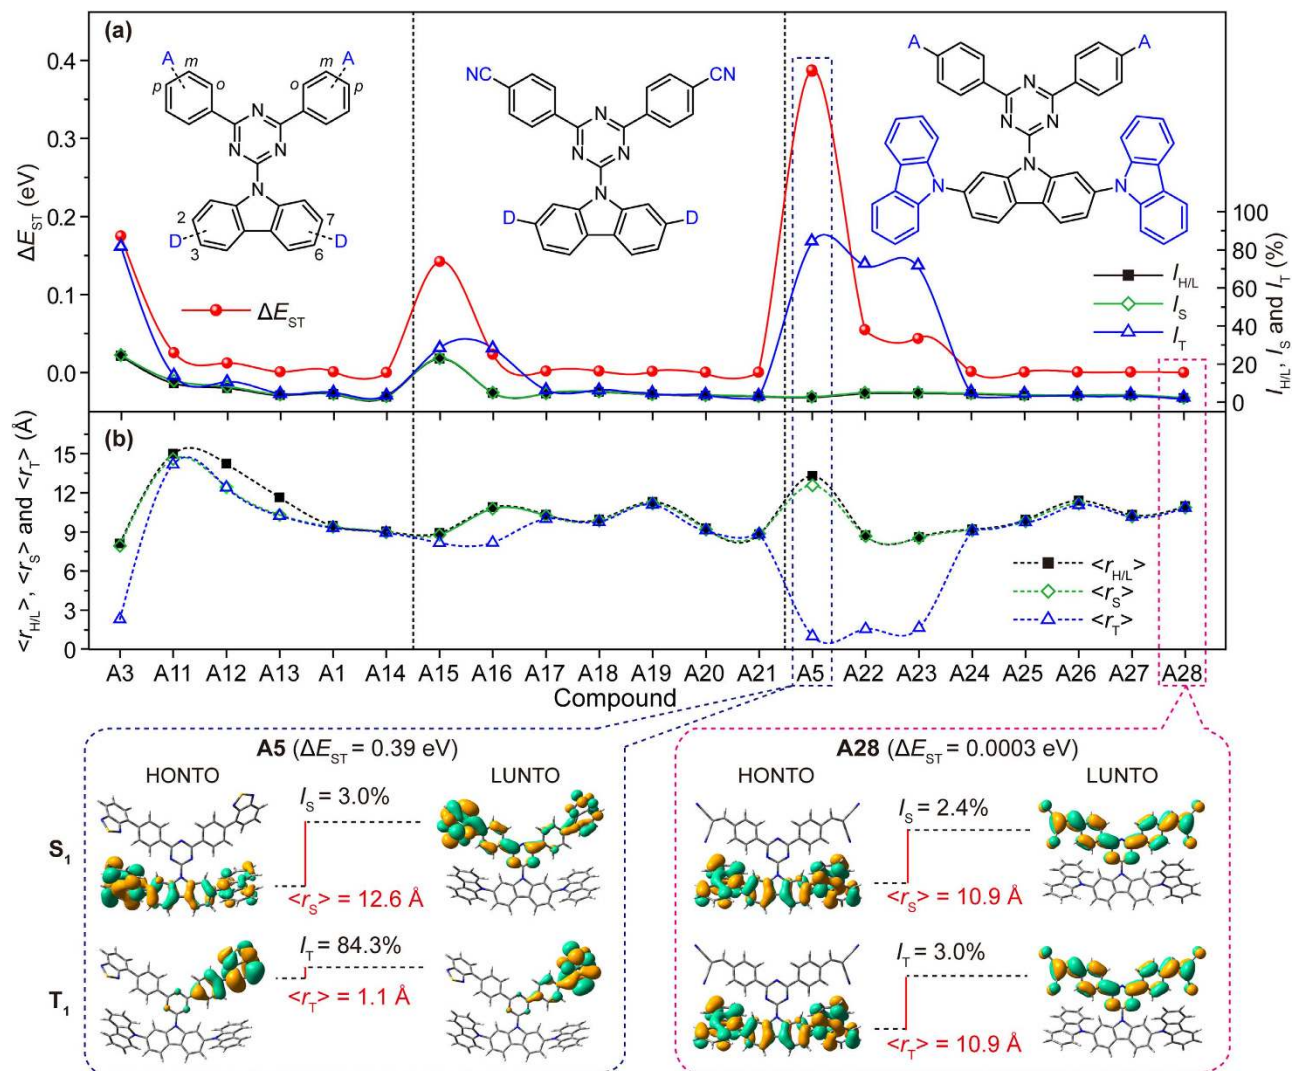 (a)
ΔE_ST (eV)
0.4
0.3
0.2
0.1
0.0
A
m
p
o
A
m
o
p
N
N
N
N
2
D
3
7
D
6
ΔE_ST
NC
CN
N
N
N
N
D
D
A
A
N
N
N
N
N
N
I_H/L
I_S
I_T
100
80
60
40
20
0
I_H/L, I_S and I_T (%)
(b)
<r_H/L>, <r_S> and <r_T> (Å)
15
12
9
6
3
0
<r_H/L>
<r_S>
<r_T>
A3 A11 A12 A13 A1 A14 A15 A16 A17 A18 A19 A20 A21 A5 A22 A23 A24 A25 A26 A27 A28
Compound
A5 (ΔE_ST = 0.39 eV)
HONTO LUNTO
S_1
I_S = 3.0%
<r_S> = 12.6 Å
T_1
I_T = 84.3%
<r_T> = 1.1 Å
A28 (ΔE_ST = 0.0003 eV)
HONTO LUNTO
I_S = 2.4%
<r_S> = 10.9 Å
I_T = 3.0%
<r_T> = 10.9 Å